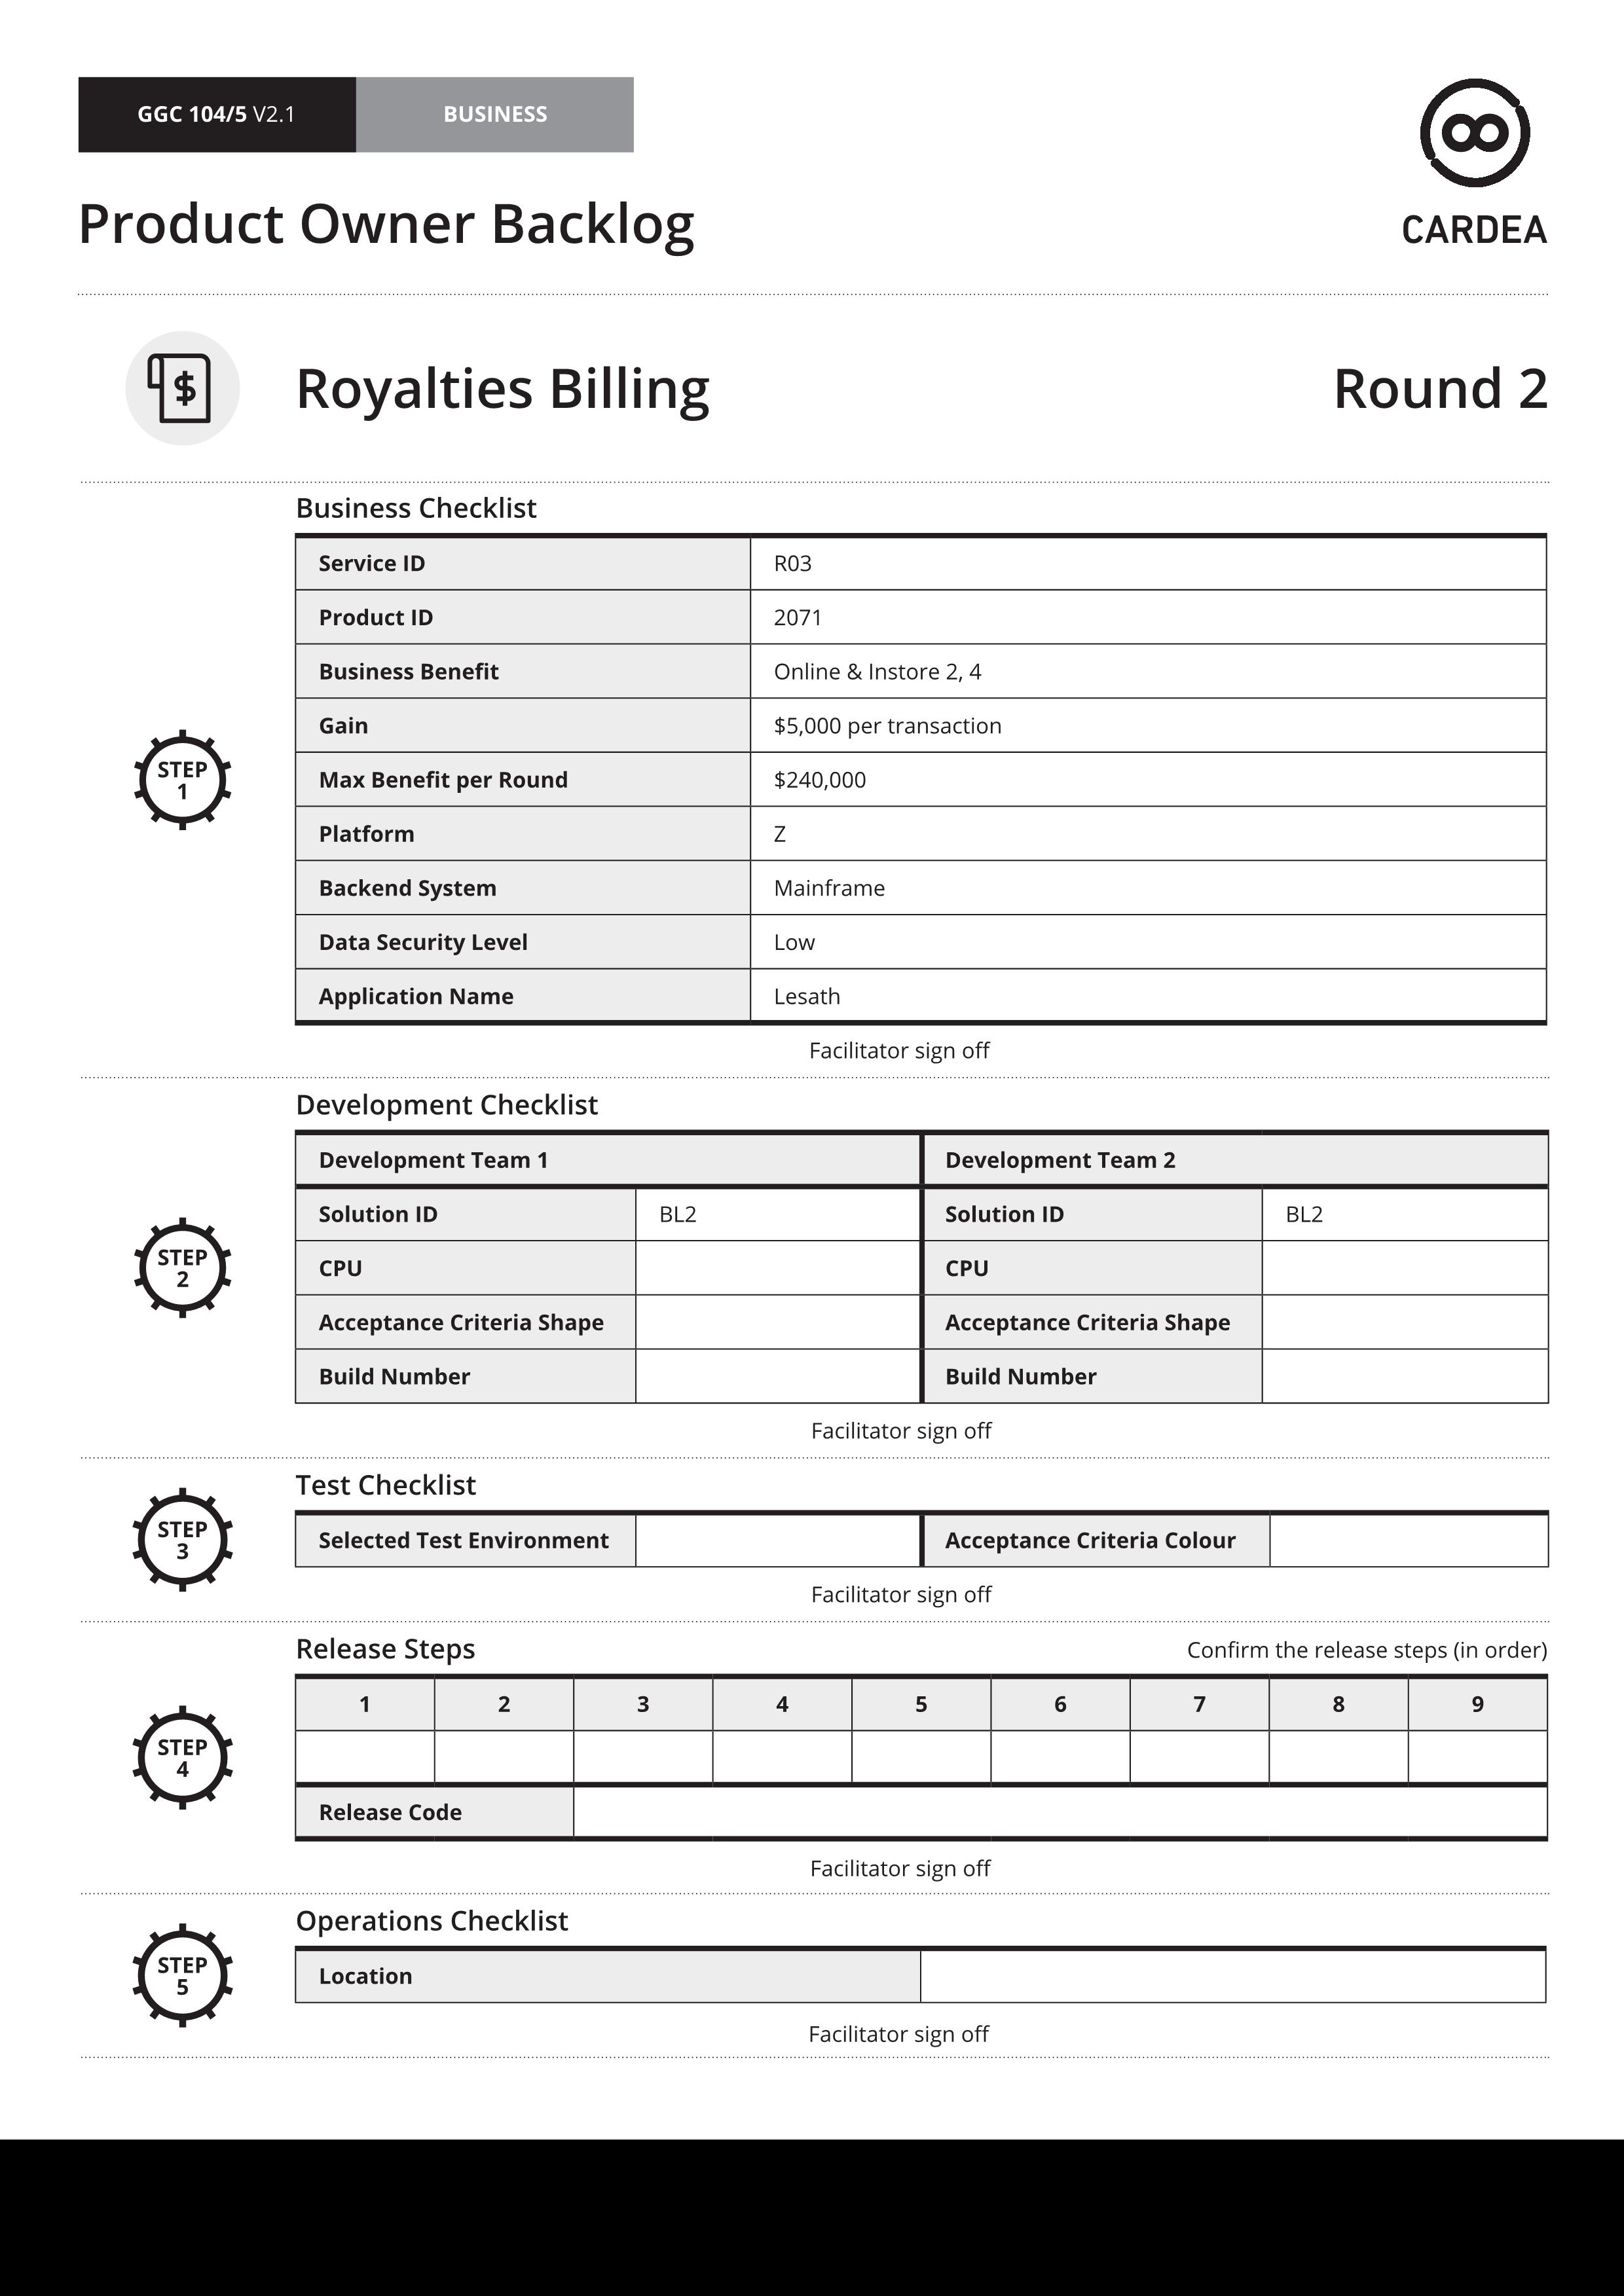 GGC 104/5 V2.1 BUSINESS
CARDEA
Product Owner Backlog
$ Royalties Billing Round 2
Business Checklist
STEP 1
Service ID R03
Product ID 2071
Business Benefit Online & Instore 2, 4
Gain $5,000 per transaction
Max Benefit per Round $240,000
Platform Z
Backend System Mainframe
Data Security Level Low
Application Name Lesath
Facilitator sign off
Development Checklist
STEP 2
Development Team 1 Development Team 2
Solution ID BL2 Solution ID BL2
CPU CPU
Acceptance Criteria Shape Acceptance Criteria Shape
Build Number Build Number
Facilitator sign off
Test Checklist
STEP 3
Selected Test Environment Acceptance Criteria Colour
Facilitator sign off
Release Steps Confirm the release steps (in order)
STEP 4
1 2 3 4 5 6 7 8 9
Release Code
Facilitator sign off
Operations Checklist
STEP 5
Location
Facilitator sign off